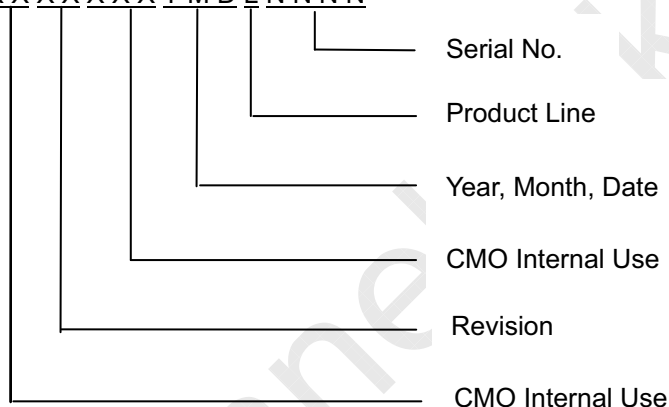 Serial No.
Product Line
Year, Month, Date
CMO Internal Use
Revision
CMO Internal Use